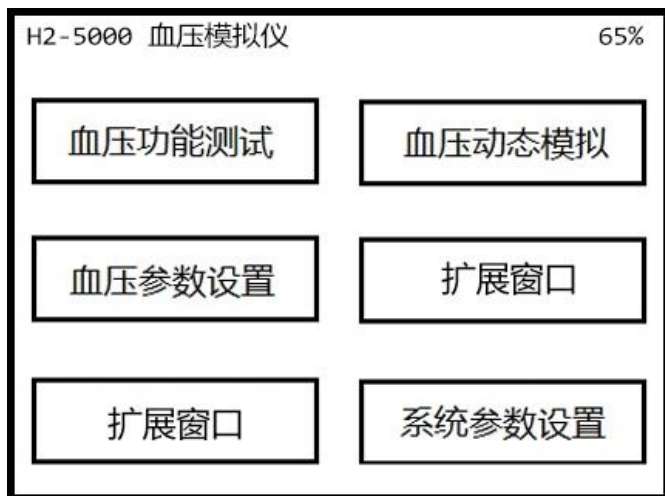 H2-5000 血压模拟仪 65%
血压功能测试 血压动态模拟
血压参数设置 扩展窗口
扩展窗口 系统参数设置